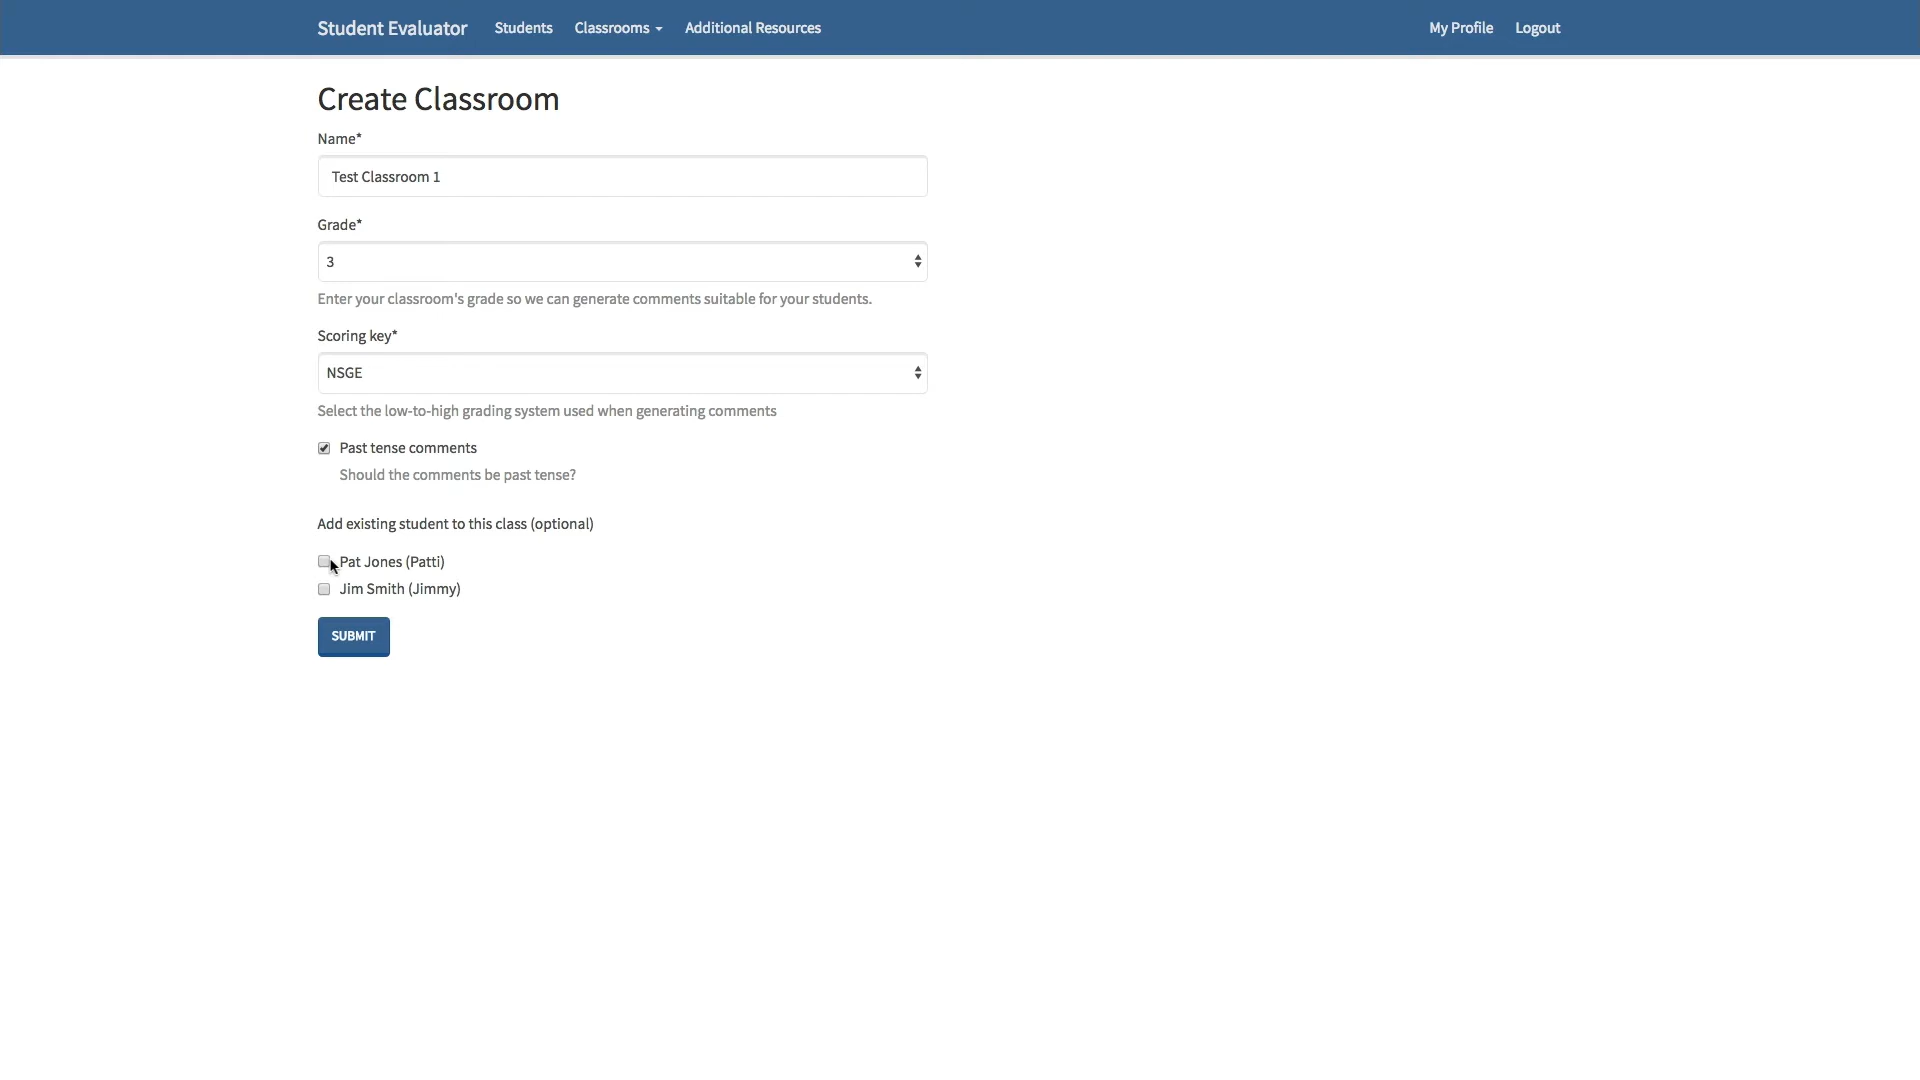 Student Evaluator Students Classrooms Additional Resources My Profile Logout
Create Classroom
Name*
Test Classroom 1
Grade*
3
Enter your classroom's grade so we can generate comments suitable for your students.
Scoring key*
NSGE
Select the low-to-high grading system used when generating comments
Past tense comments
Should the comments be past tense?
Add existing student to this class (optional)
Pat Jones (Patti)
Jim Smith (Jimmy)
SUBMIT